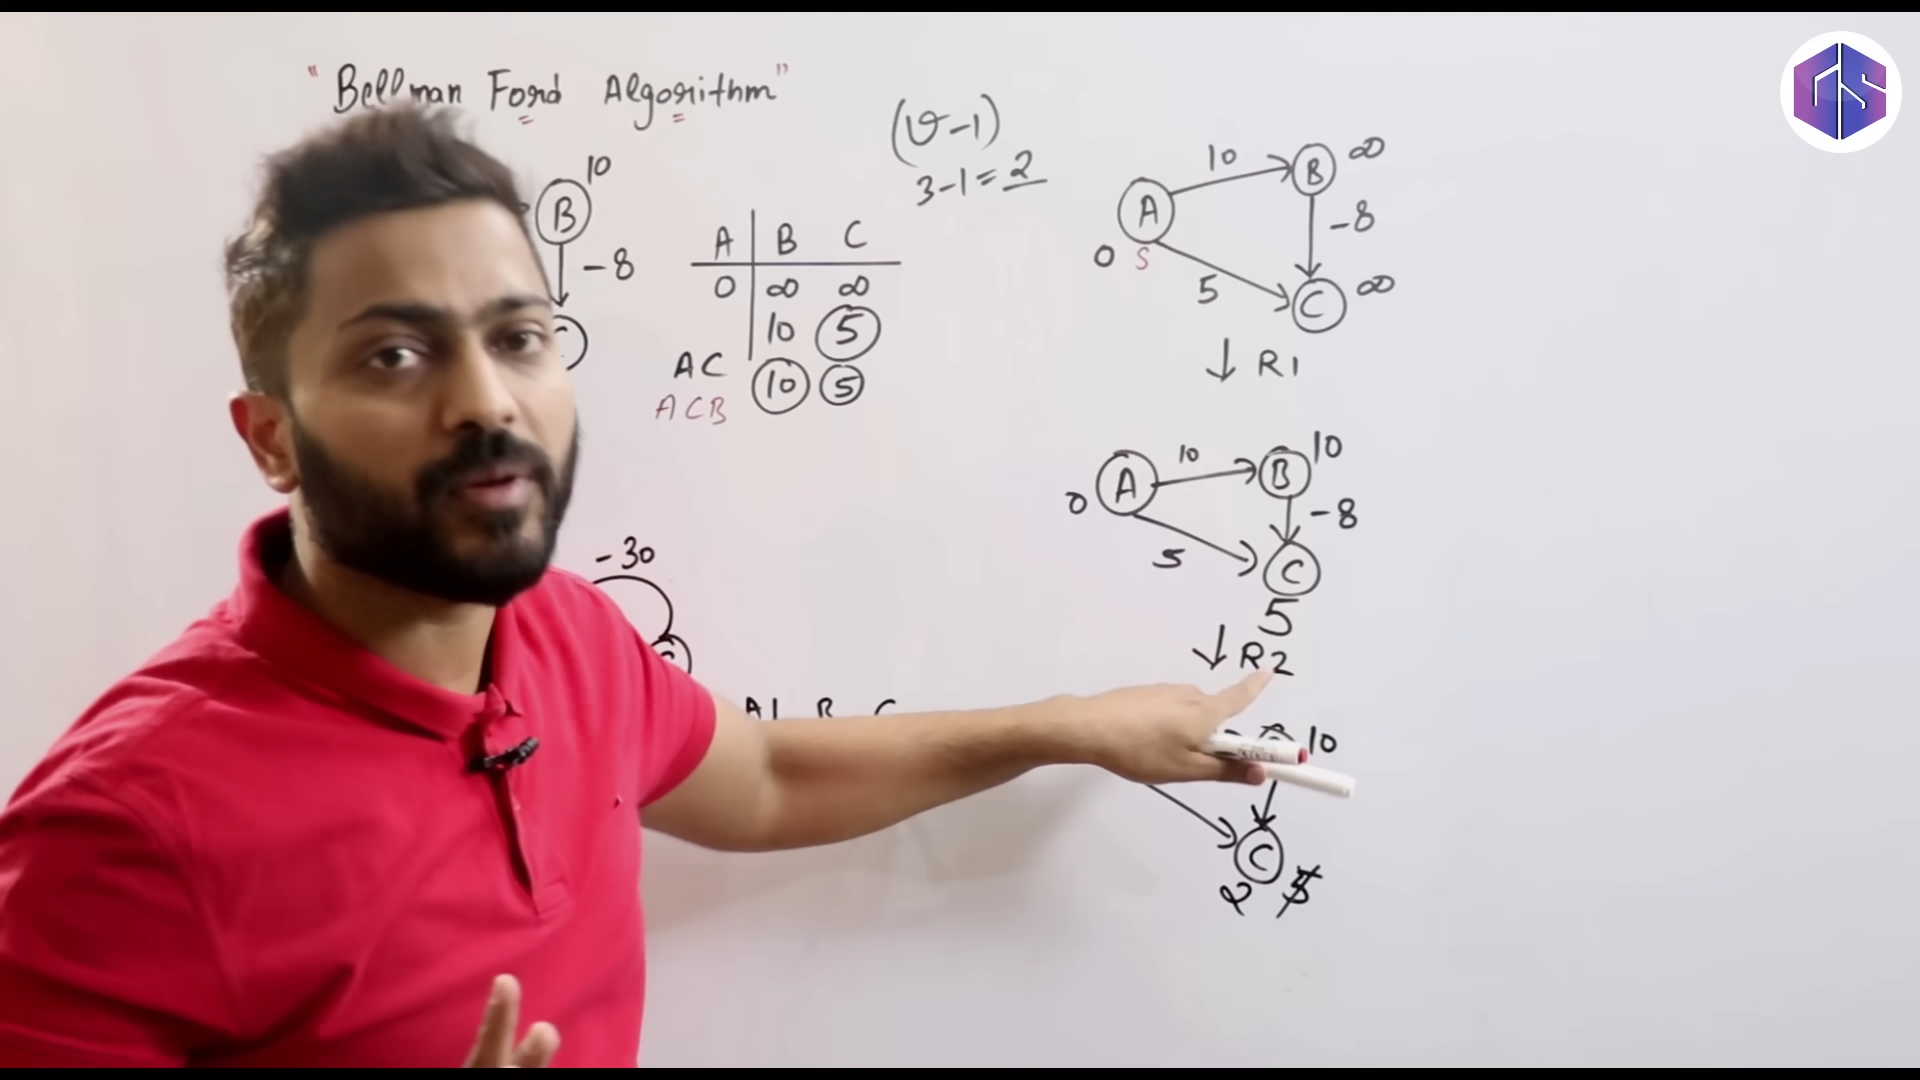 "Bellman Ford Algorithm"
(V-1)
3-1=2
B 10
-8
A B C
0 ∞ ∞
10 5
AC 10 5
ACB
-30
A B C
A 10 B ∞
-8
0 S 5 C ∞
↓ R1
A 10 B 10
0 -8
5 C
5
↓ R2
10
C
2 5